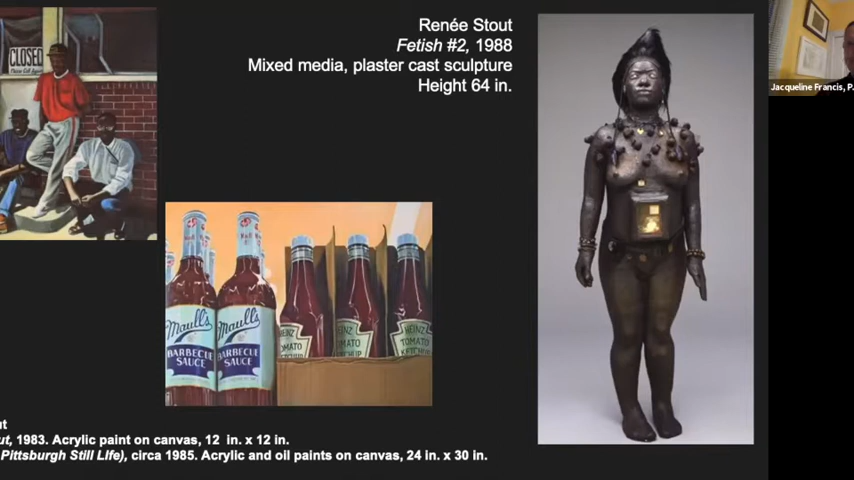 CLOSED
Renée Stout
Fetish #2, 1988
Mixed media, plaster cast sculpture
Height 64 in.
Jacqueline Francis, P.
Maull's
BARBECUE
SAUCE
Maull's
BARBECUE
SAUCE
HEINZ
TOMATO
KETCHUP
HEINZ
TOMATO
KETCHUP
HEINZ
TOMATO
KETCHUP
ut
ut, 1983. Acrylic paint on canvas, 12 in. x 12 in.
Pittsburgh Still Life), circa 1985. Acrylic and oil paints on canvas, 24 in. x 30 in.